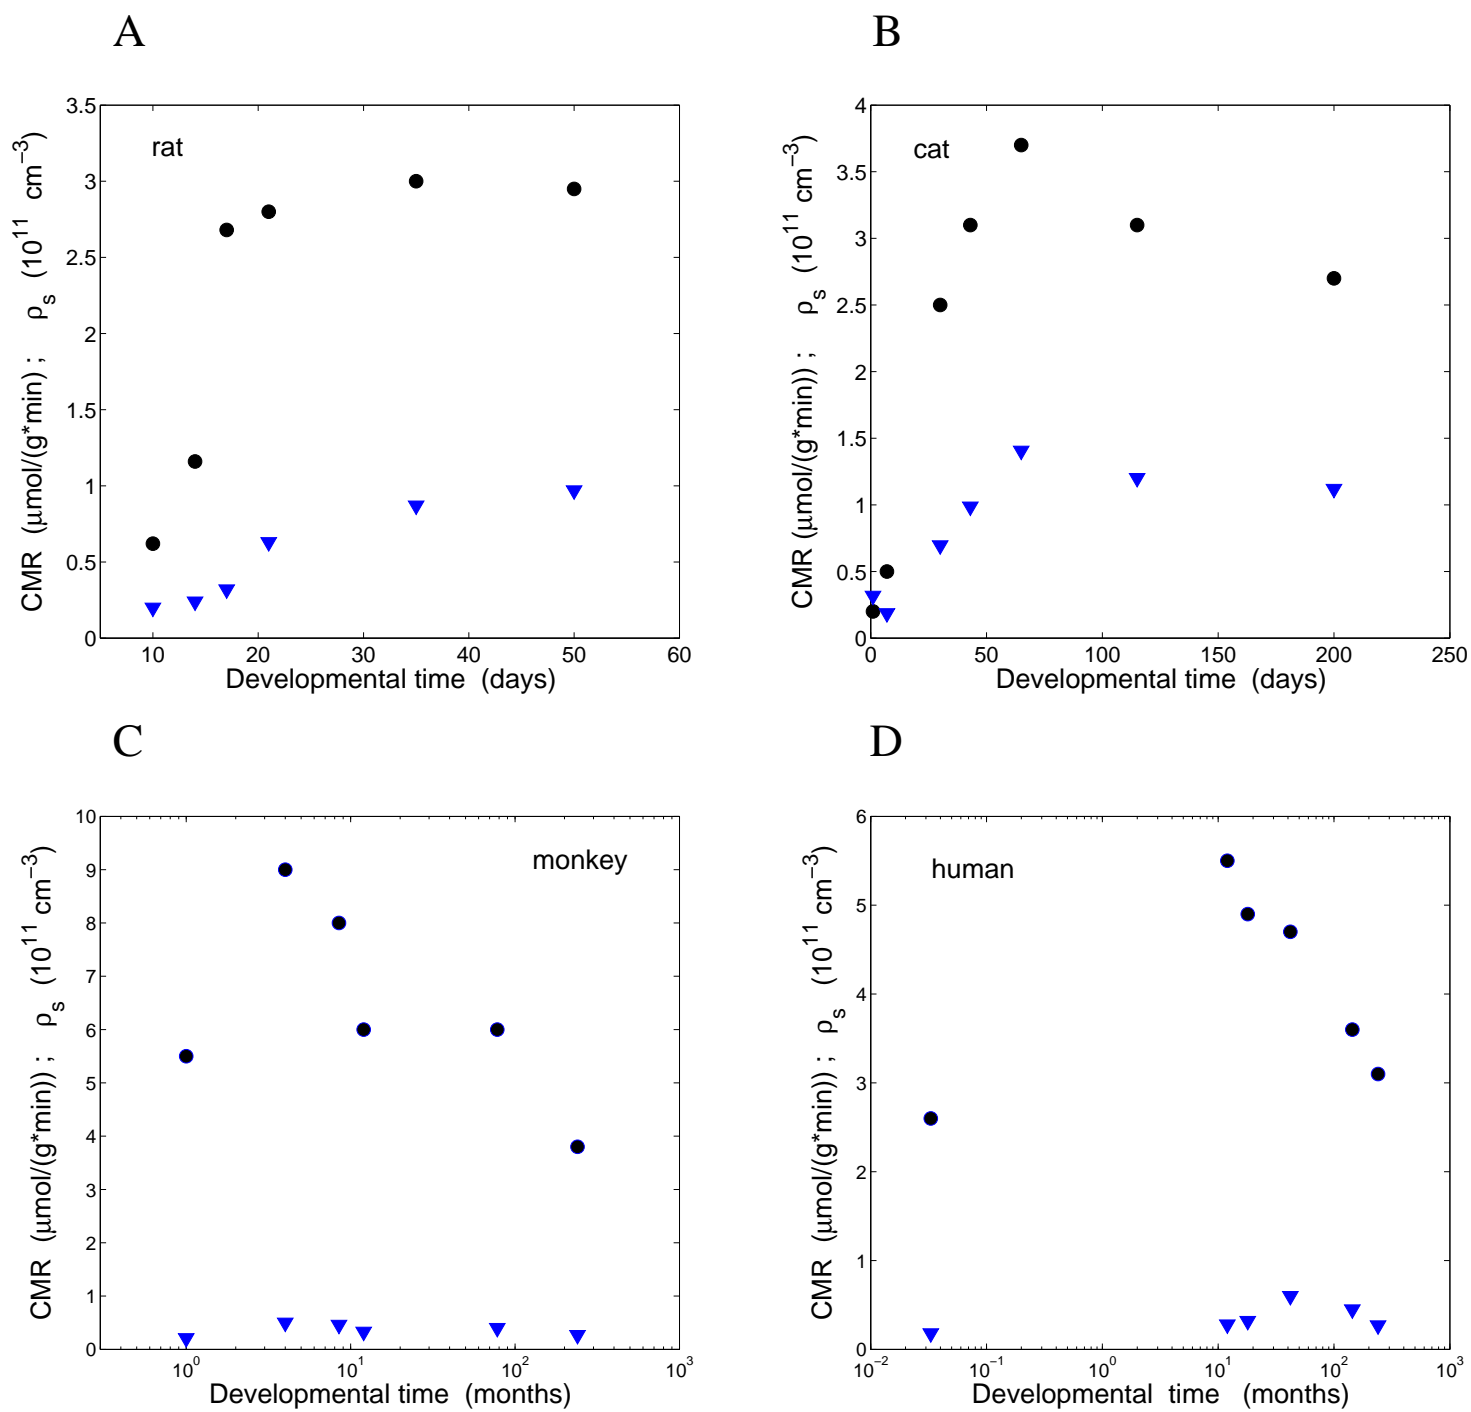 A
CMR (μmol/(g*min) ; ρs (10^11 cm^−3)
3.5
3
2.5
2
1.5
1
0.5
0
rat
10 20 30 40 50 60
Developmental time (days)
B
CMR (μmol/(g*min)) ; ρs (10^11 cm^−3)
4
3.5
3
2.5
2
1.5
1
0.5
0
cat
0 50 100 150 200 250
Developmental time (days)
C
CMR (μmol/(g*min)) ; ρs (10^11 cm^−3)
10
9
8
7
6
5
4
3
2
1
0
monkey
10^0 10^1 10^2 10^3
Developmental time (months)
D
CMR (μmol/(g*min)) ; ρs (10^11 cm^−3)
6
5
4
3
2
1
0
human
10^−2 10^−1 10^0 10^1 10^2 10^3
Developmental time (months)